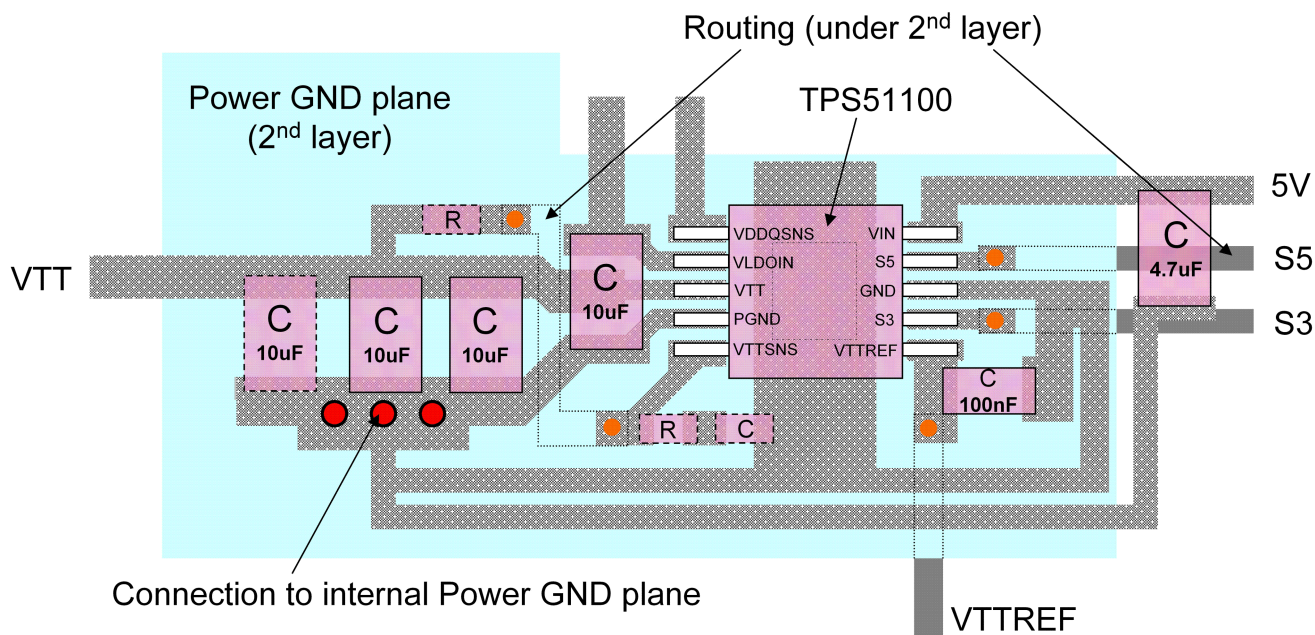 Routing (under 2nd layer)
Power GND plane
(2nd layer)
TPS51100
5V
R
VDDQSNS
VIN
C
4.7uF
VTT
C
10uF
VLDOIN
S5
S5
VTT
GND
C
10uF
C
10uF
C
10uF
PGND
S3
S3
VTTSNS
VTTREF
C
100nF
R
C
Connection to internal Power GND plane
VTTREF